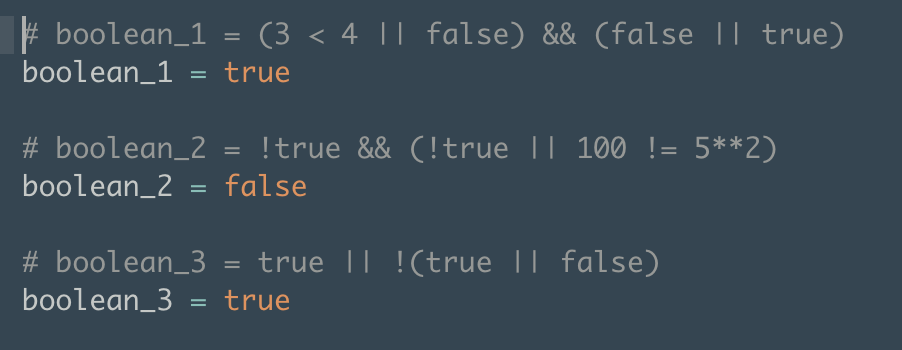 # boolean_1 = (3 < 4 || false) && (false || true)
boolean_1 = true
# boolean_2 = !true && (!true || 100 != 5**2)
boolean_2 = false
# boolean_3 = true || !(true || false)
boolean_3 = true